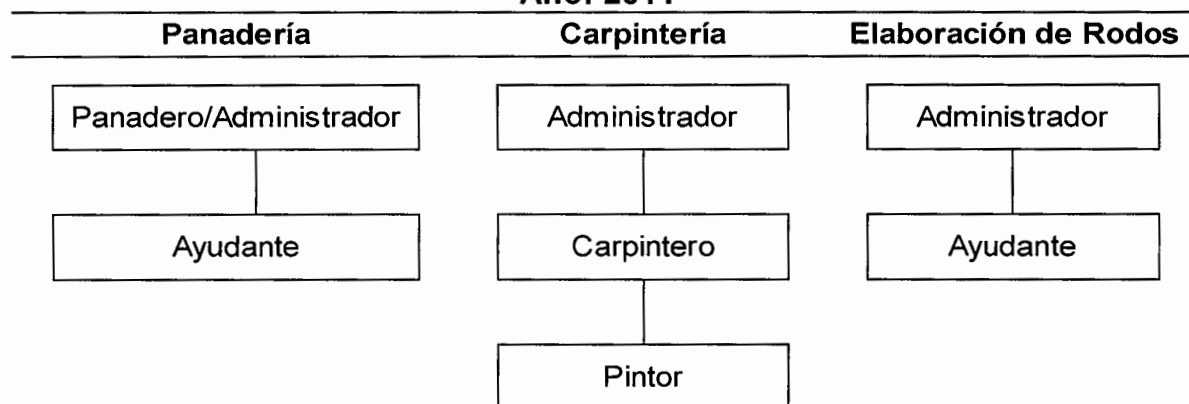 Panadería Carpintería Elaboración de Rodos
Panadero/Administrador Administrador Administrador
Ayudante Carpintero Ayudante
Pintor